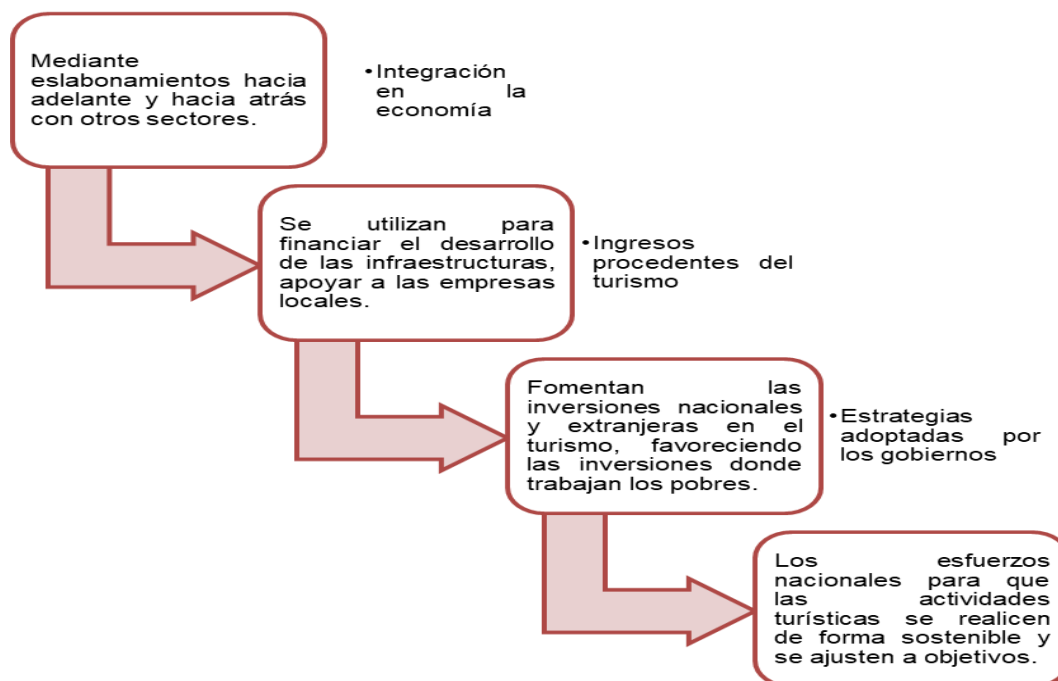 Mediante
eslabonamientos hacia
adelante y hacia atrás
con otros sectores.
•Integración
en la
economía
Se utilizan para
financiar el desarrollo
de las infraestructuras,
apoyar a las empresas
locales.
•Ingresos
procedentes del
turismo
Fomentan las
inversiones nacionales
y extranjeras en el
turismo, favoreciendo
las inversiones donde
trabajan los pobres.
•Estrategias
adoptadas por
los gobiernos
Los esfuerzos
nacionales para que
las actividades
turísticas se realicen
de forma sostenible y
se ajusten a objetivos.